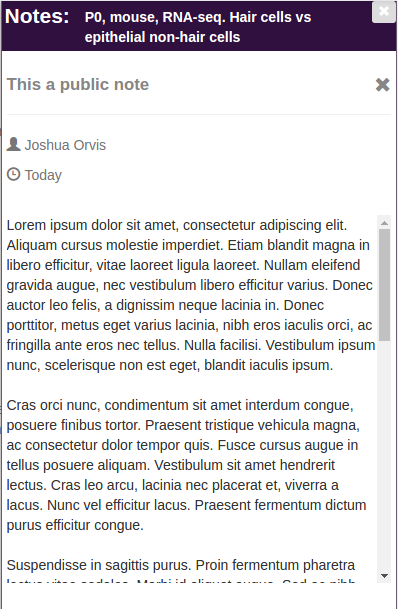 Notes: P0, mouse, RNA-seq. Hair cells vs
epithelial non-hair cells
This a public note
Joshua Orvis
Today
Lorem ipsum dolor sit amet, consectetur adipiscing elit.
Aliquam cursus molestie imperdiet. Etiam blandit magna in
libero efficitur, vitae laoreet ligula laoreet. Nullam eleifend
gravida augue, nec vestibulum libero efficitur varius. Donec
auctor leo felis, a dignissim neque lacinia in. Donec
porttitor, metus eget varius lacinia, nibh eros iaculis orci, ac
fringilla ante eros nec tellus. Nulla facilisi. Vestibulum ipsum
nunc, scelerisque non est eget, blandit iaculis ipsum.
Cras orci nunc, condimentum sit amet interdum congue,
posuere finibus tortor. Praesent tristique vehicula magna,
ac consectetur dolor tempor quis. Fusce cursus augue in
tellus posuere aliquam. Vestibulum sit amet hendrerit
lectus. Cras leo arcu, lacinia nec placerat et, viverra a
lacus. Nunc vel efficitur lacus. Praesent fermentum dictum
purus efficitur congue.
Suspendisse in sagittis purus. Proin fermentum pharetra